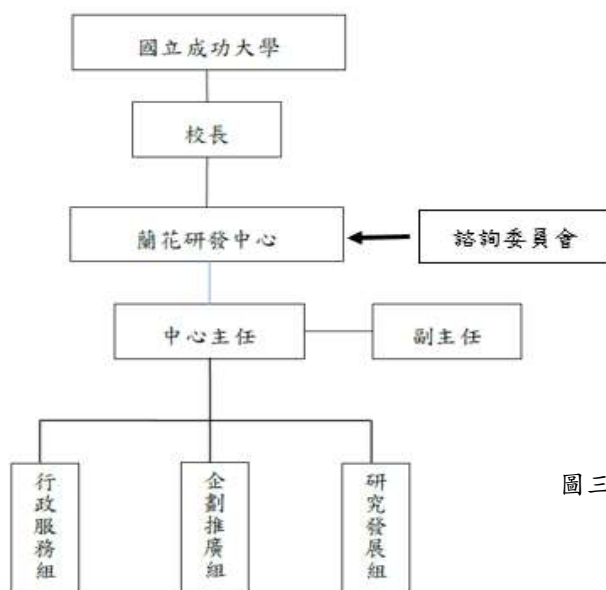 國立成功大學
校長
蘭花研發中心
諮詢委員會
中心主任
副主任
行政服務組
企劃推廣組
研究發展組
圖三